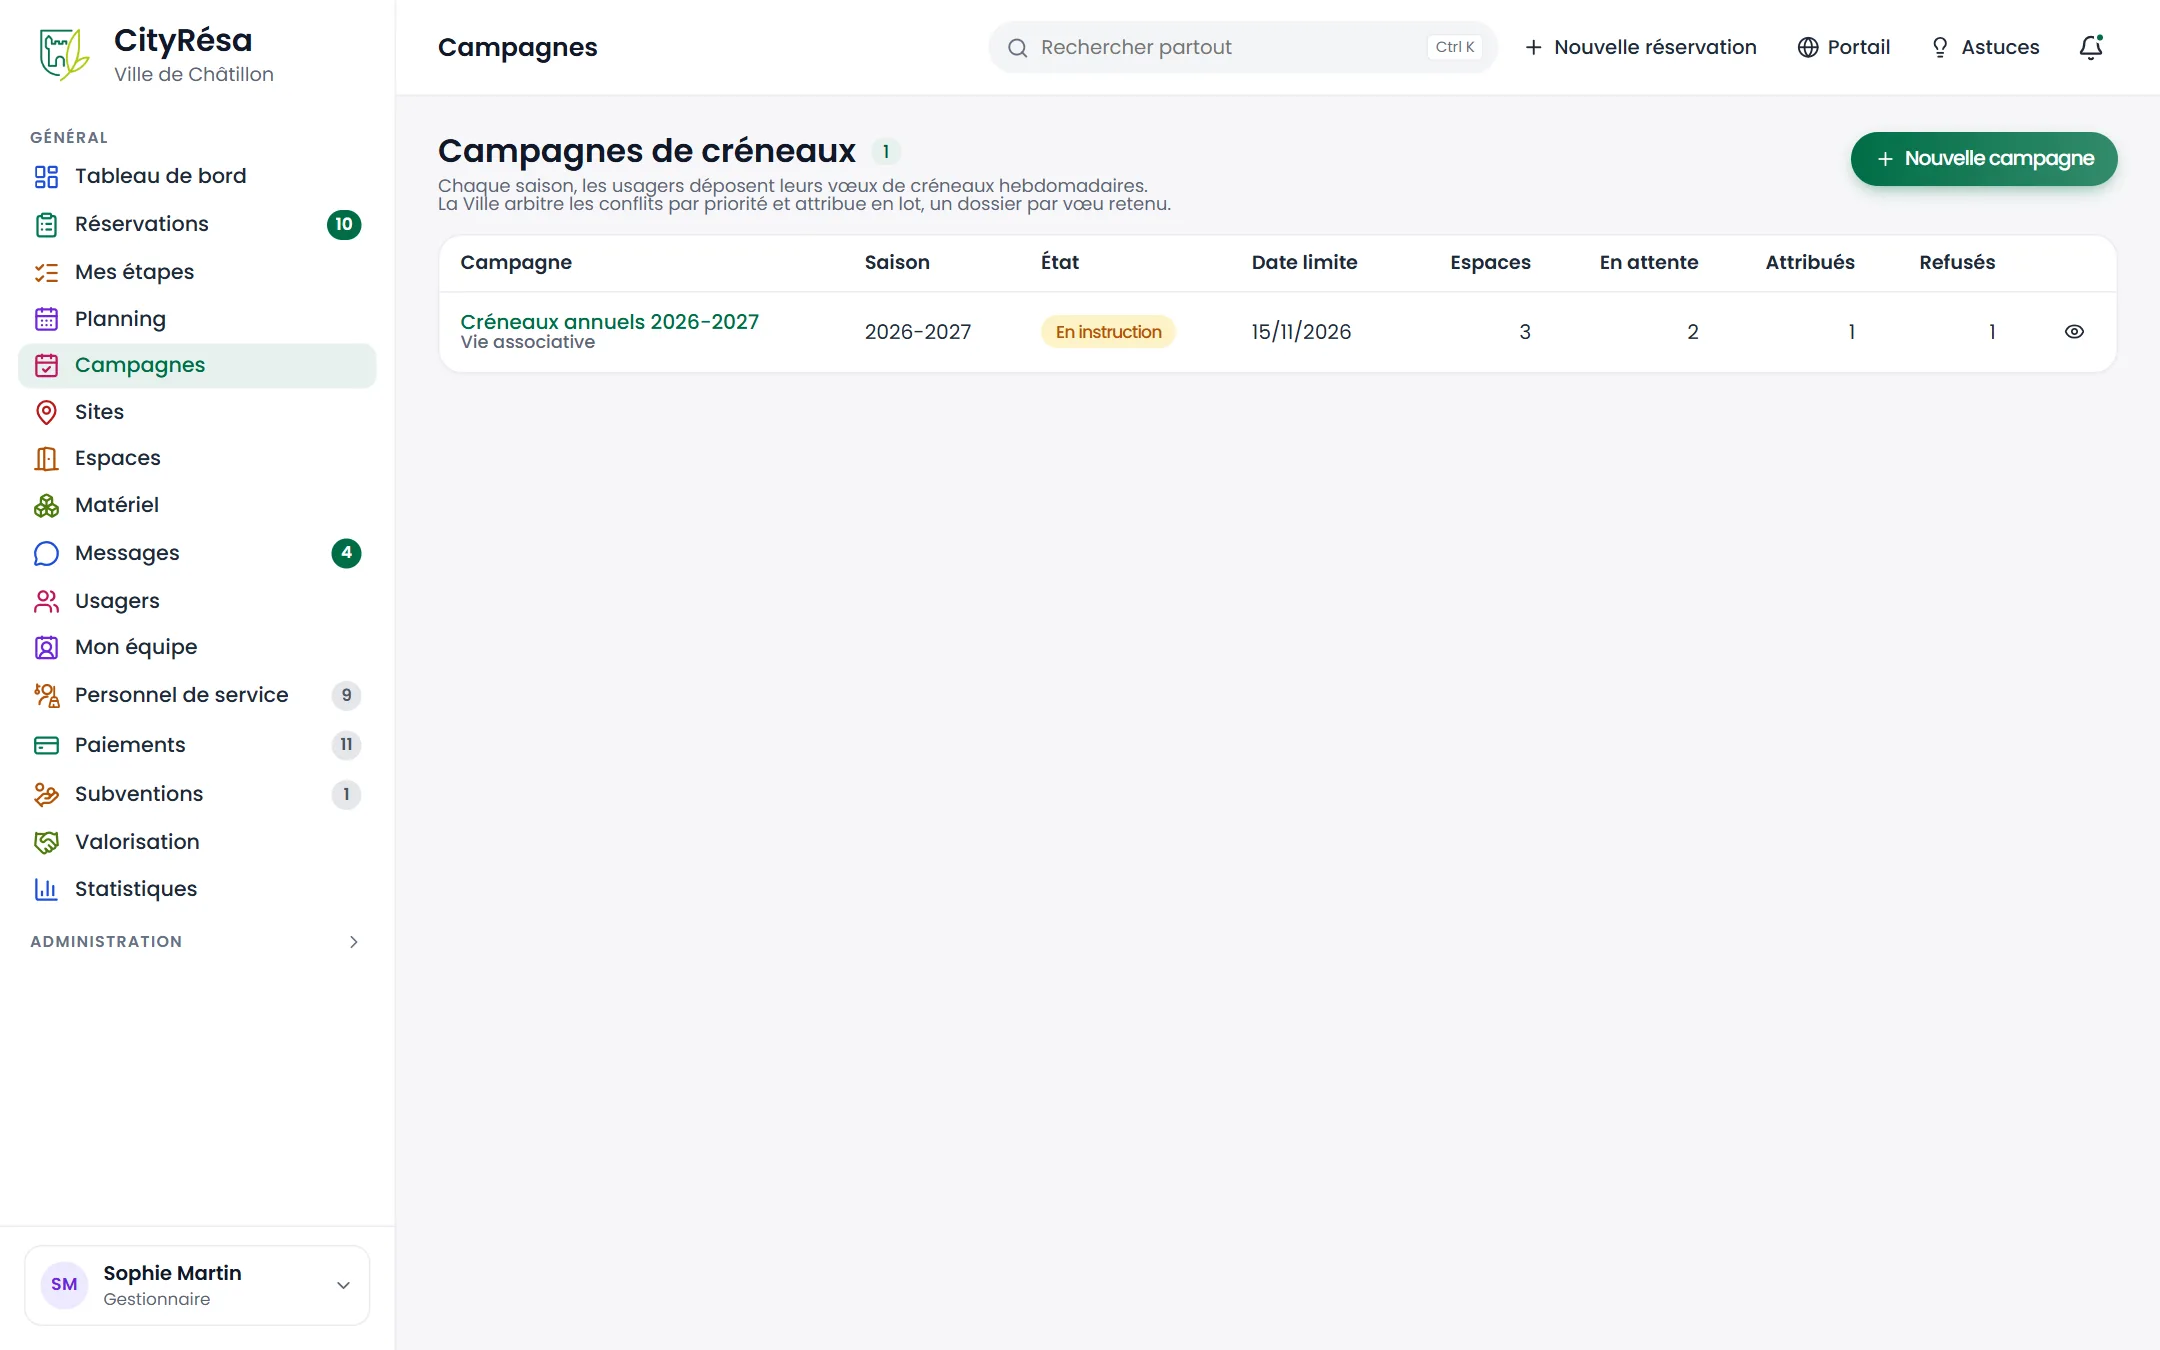 CityRésa
Ville de Châtillon
GÉNÉRAL
Tableau de bord
Réservations 10
Mes étapes
Planning
Campagnes
Sites
Espaces
Matériel
Messages 4
Usagers
Mon équipe
Personnel de service 9
Paiements 11
Subventions 1
Valorisation
Statistiques
ADMINISTRATION
SM
Sophie Martin
Gestionnaire
Campagnes
Rechercher partout Ctrl K
Nouvelle réservation
Portail
Astuces
Campagnes de créneaux 1
Chaque saison, les usagers déposent leurs vœux de créneaux hebdomadaires.
La Ville arbitre les conflits par priorité et attribue en lot, un dossier par vœu retenu.
+ Nouvelle campagne
Campagne Saison État Date limite Espaces En attente Attribués Refusés
Créneaux annuels 2026-2027 2026-2027 En instruction 15/11/2026 3 2 1 1
Vie associative